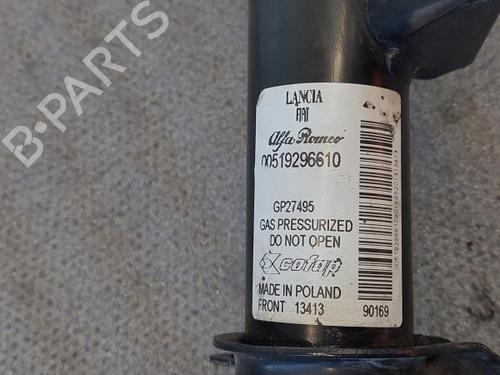 B-PARTS
LANCIA
FIAT
Alfa Romeo
00519296610
GP27495
GAS PRESSURIZED
DO NOT OPEN
cofap
MADE IN POLAND
FRONT 13413 90169